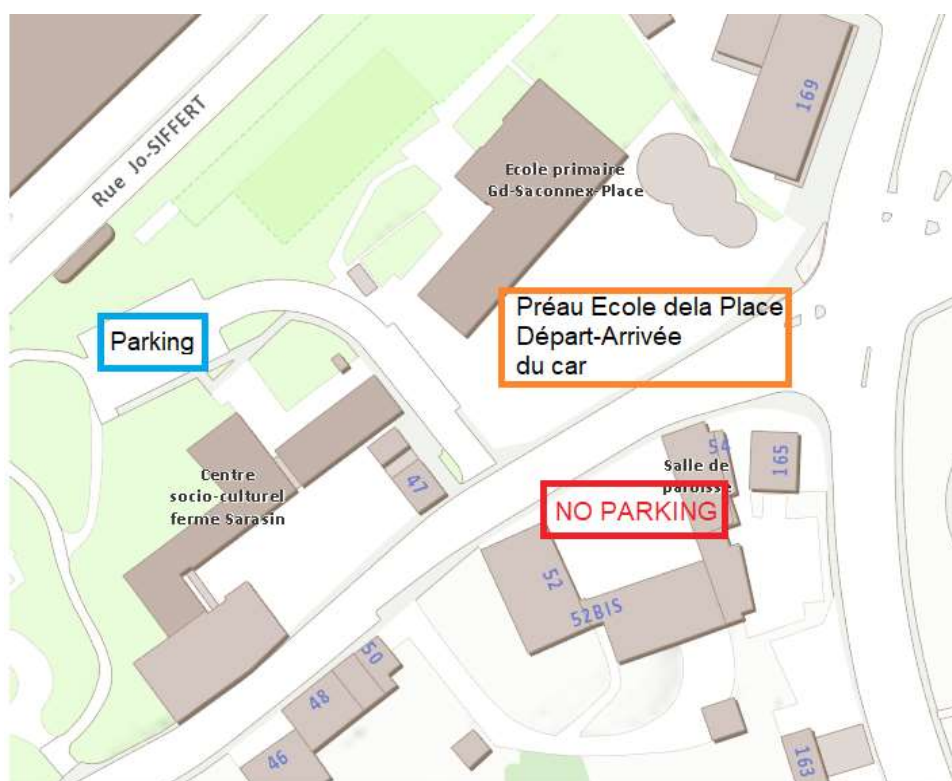 169
Rue Jo-SIFFERT
Ecole primaire
Gd-Saconnex-Place
Préau Ecole dela Place
Départ-Arrivée
du car
Parking
54
165
Salle de
paroisse
Centre
socio-culturel
ferme Sarasin
47
NO PARKING
52
52BIS
50
48
46
163